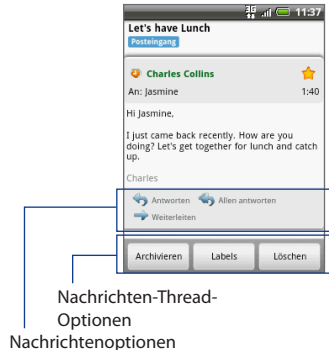 3G 11:37
Let's have Lunch
Posteingang
Charles Collins
An: Jasmine 1:40
Hi Jasmine,
I just came back recently. How are you
doing? Let's get together for lunch and catch
up.
Charles
Antworten Allen antworten
Weiterleiten
Archivieren Labels Löschen
Nachrichten-Thread-
Optionen
Nachrichtenoptionen